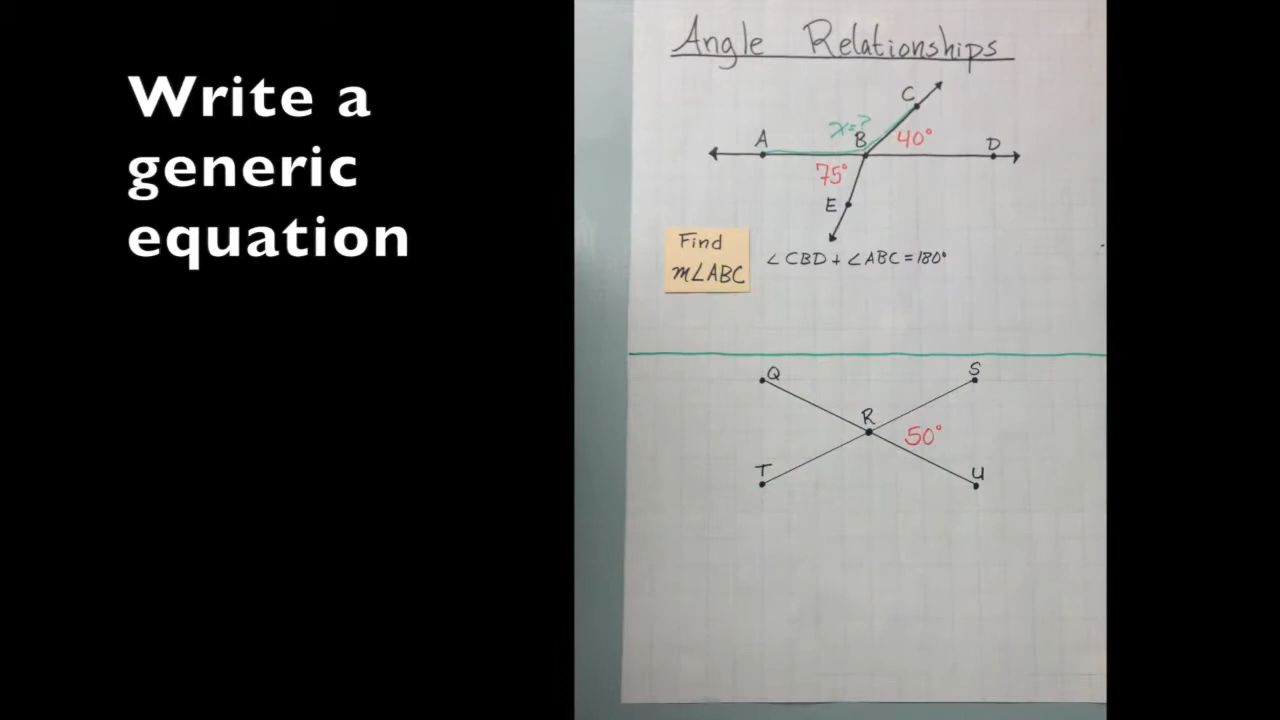 Write a
generic
equation
Angle Relationships
C
x=?
A
B
40°
D
75°
E
Find
m∠ABC
∠CBD + ∠ABC = 180°
Q
S
R
50°
T
U